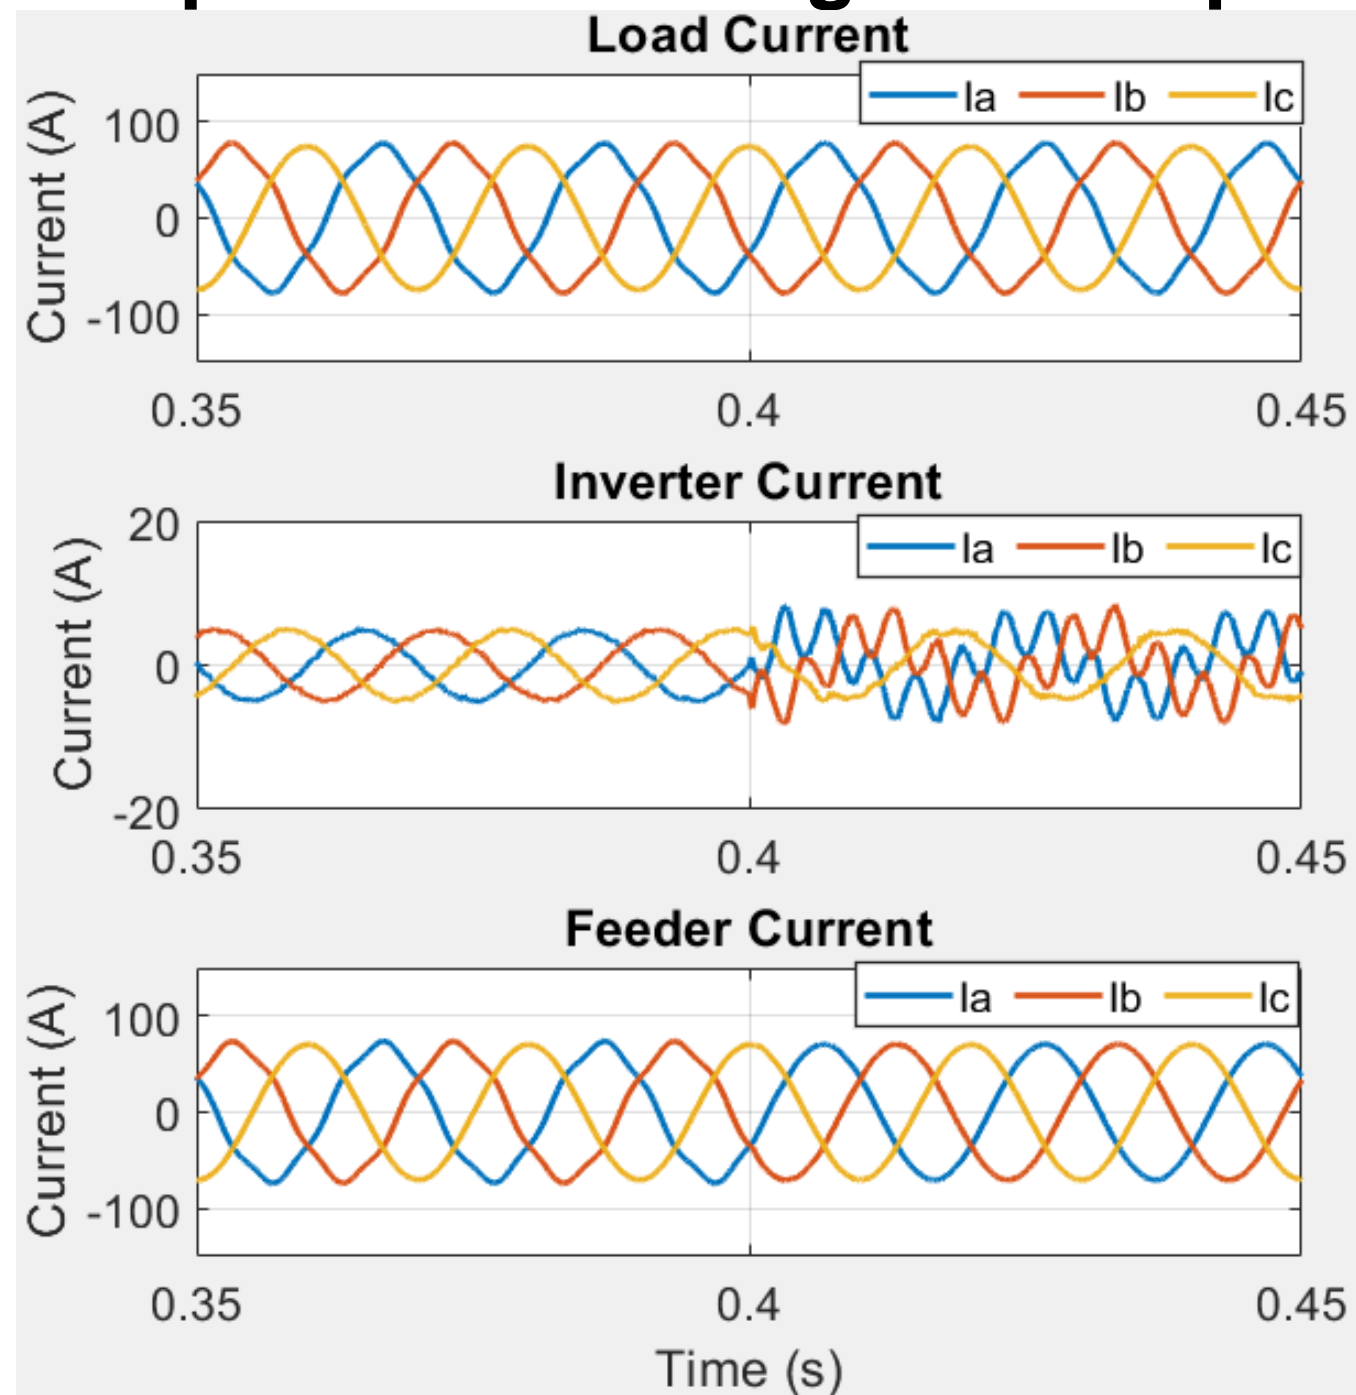 Load Current
Ia Ib Ic
Current (A)
100
0
-100
0.35 0.4 0.45
Inverter Current
Ia Ib Ic
Current (A)
20
0
-20
0.35 0.4 0.45
Feeder Current
Ia Ib Ic
Current (A)
100
0
-100
0.35 0.4 0.45
Time (s)